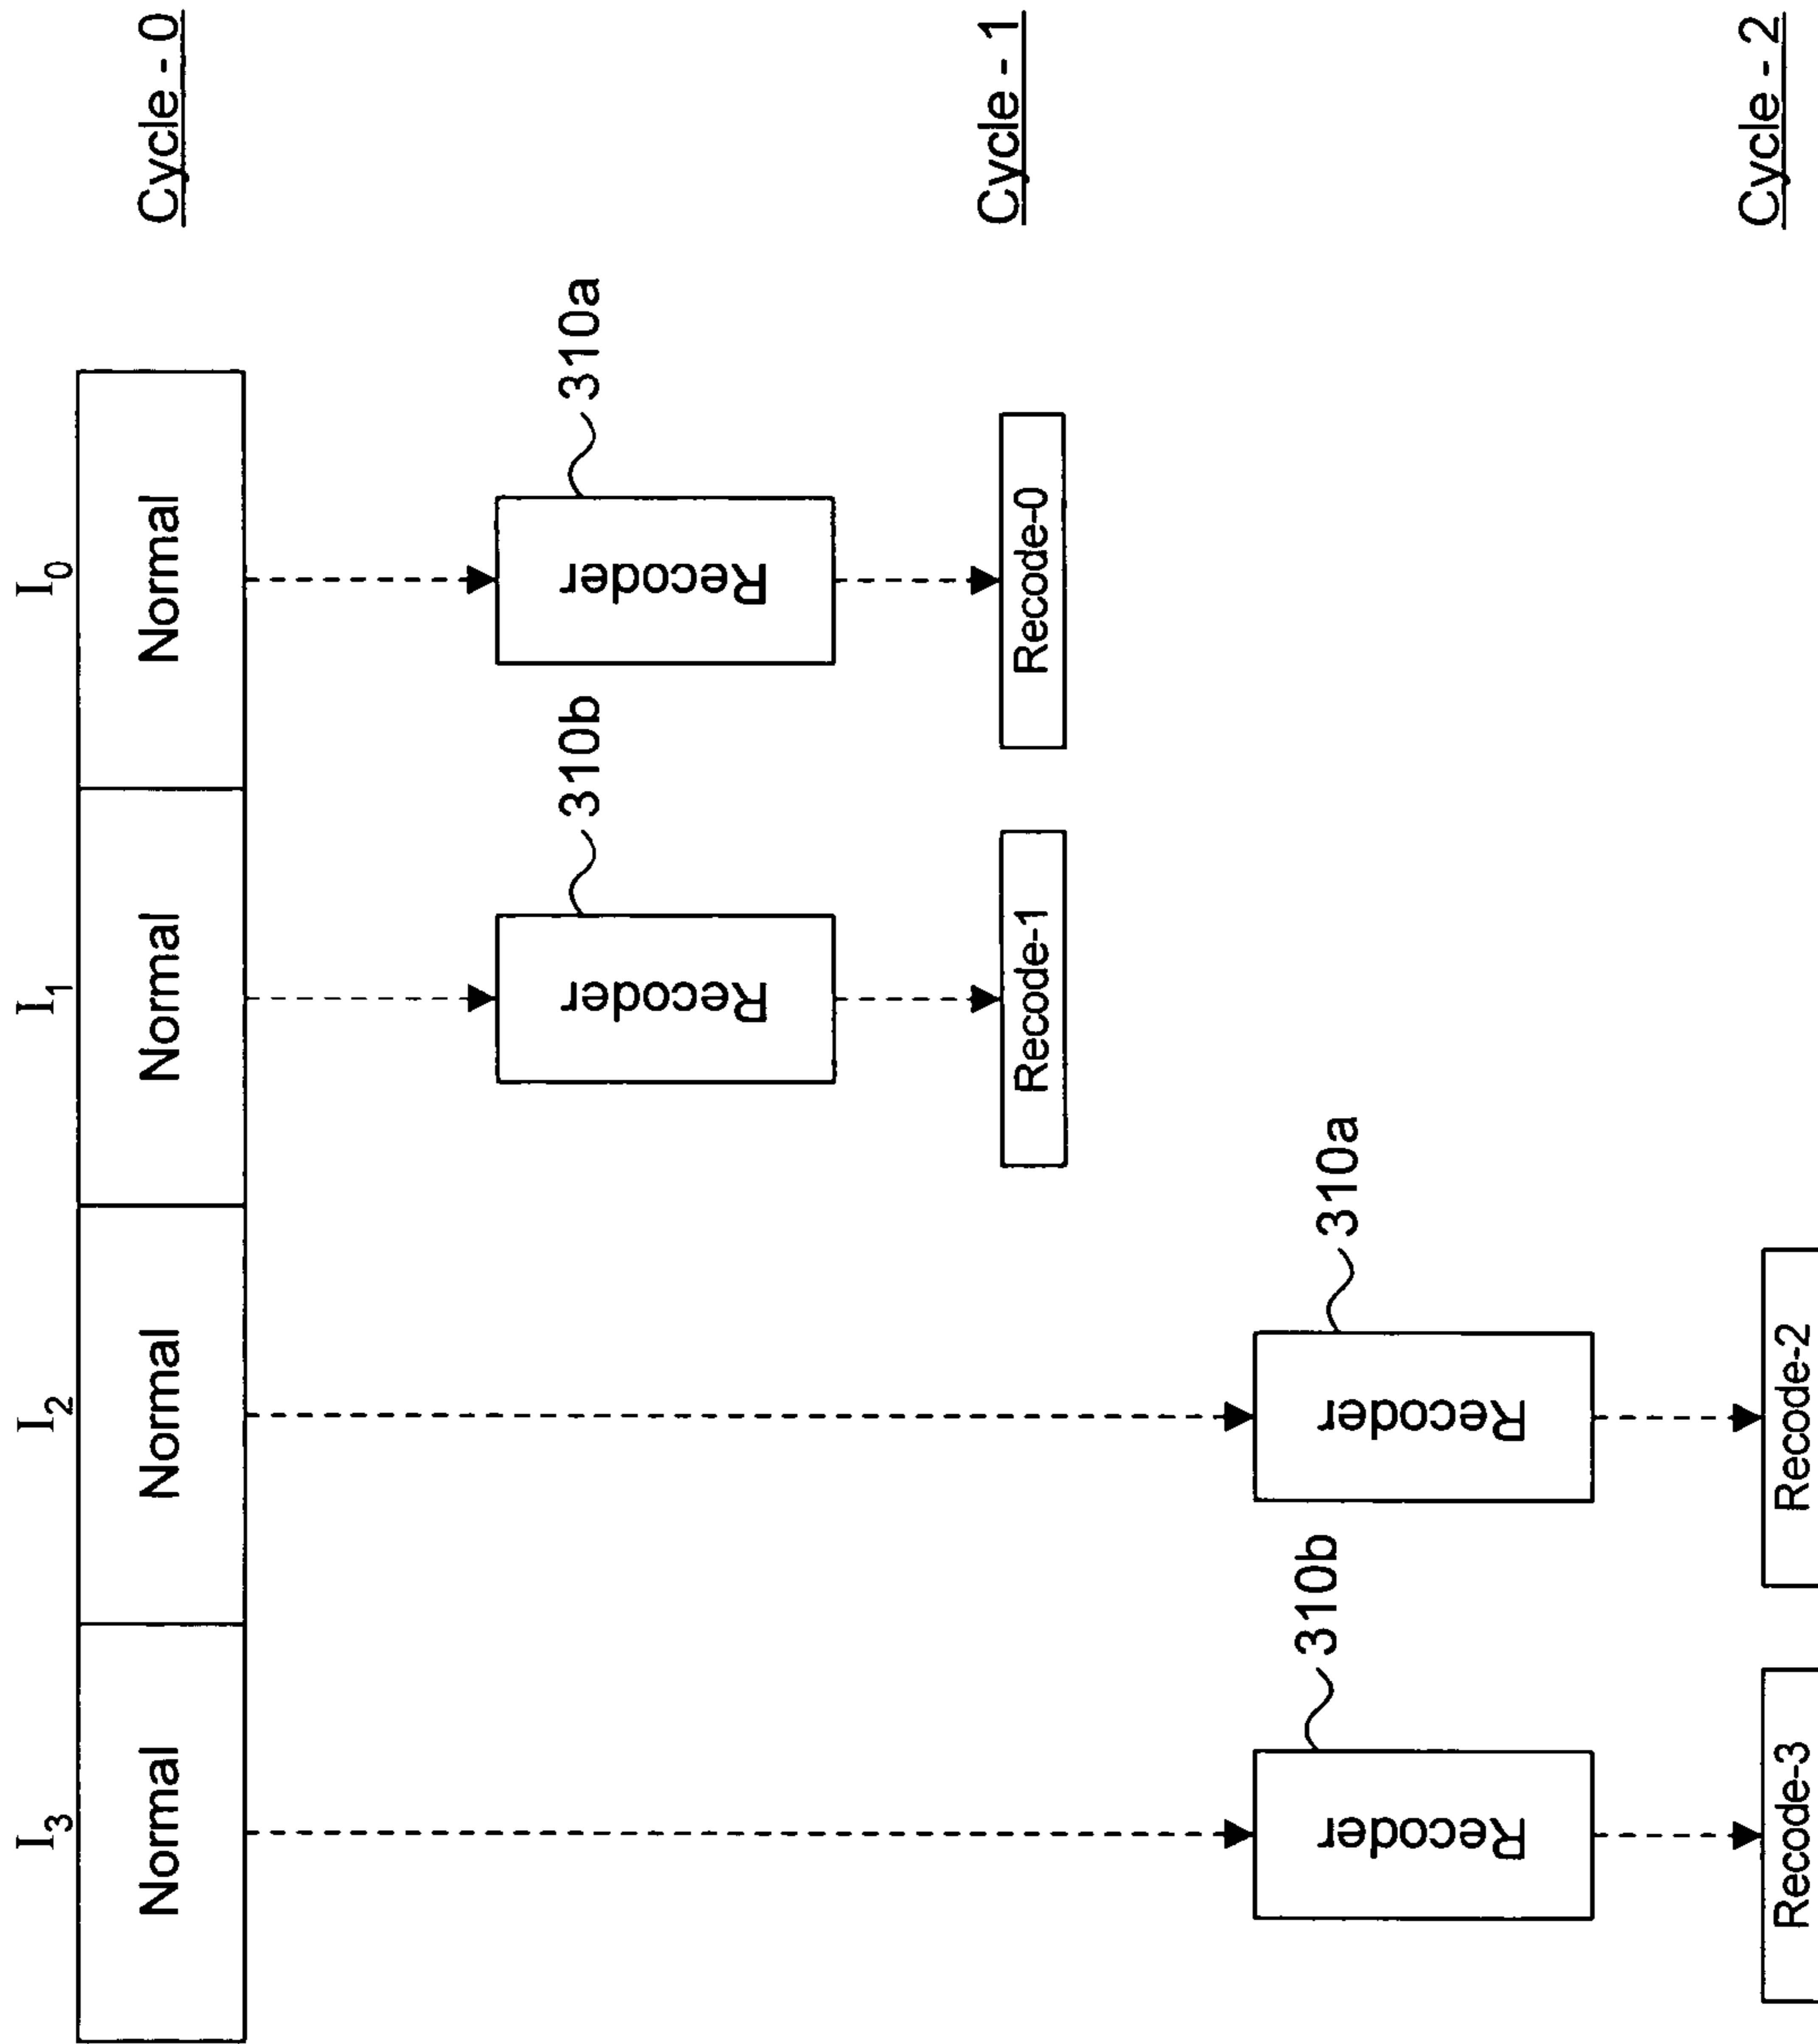 I3 I2 I1 I0
Normal Normal Normal Normal Cycle - 0
310b 310a
Recoder Recoder
Recode-1 Recode-0 Cycle - 1
310b 310a
Recoder Recoder
Recode-3 Recode-2 Cycle - 2